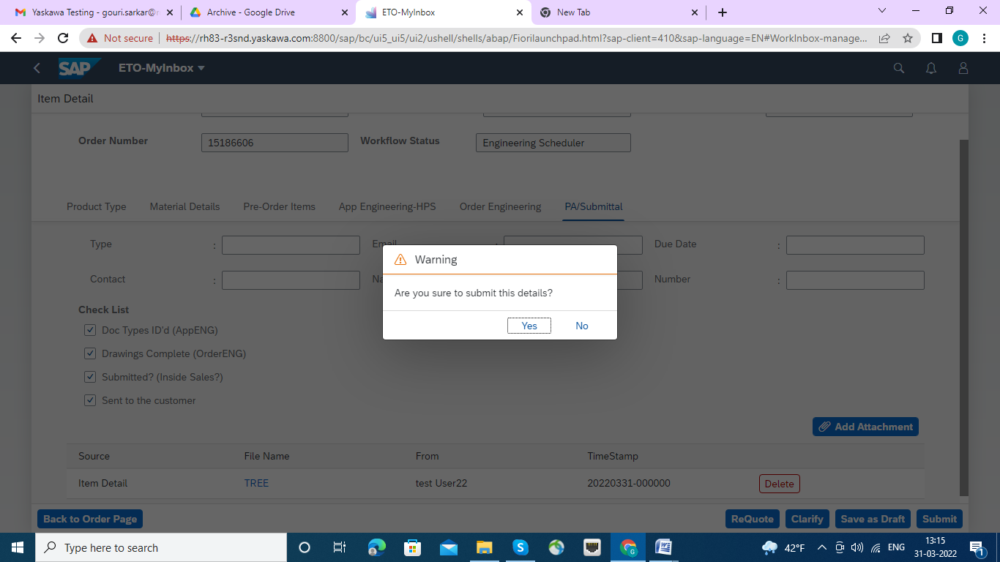 Yaskawa Testing - gouri.sarkar@
Archive - Google Drive
ETO-MyInbox
New Tab
Not secure https://rh83-r3snd.yaskawa.com:8800/sap/bc/ui5_ui5/ui2/ushell/shells/abap/Fiorilaunchpad.html?sap-client=410&sap-language=EN#WorkInbox-manage...
G
SAP ETO-MyInbox
Item Detail
Order Number 15186606 Workflow Status Engineering Scheduler
Product Type Material Details Pre-Order Items App Engineering-HPS Order Engineering PA/Submittal
Type : Email : Due Date :
Contact : Number :
Warning
Are you sure to submit this details?
Yes No
Check List
Doc Types ID'd (AppENG)
Drawings Complete (OrderENG)
Submitted? (Inside Sales?)
Sent to the customer
Add Attachment
Source File Name From TimeStamp
Item Detail TREE test User22 20220331-000000 Delete
Back to Order Page ReQuote Clarify Save as Draft Submit
Type here to search
42°F ENG
13:15
31-03-2022
1